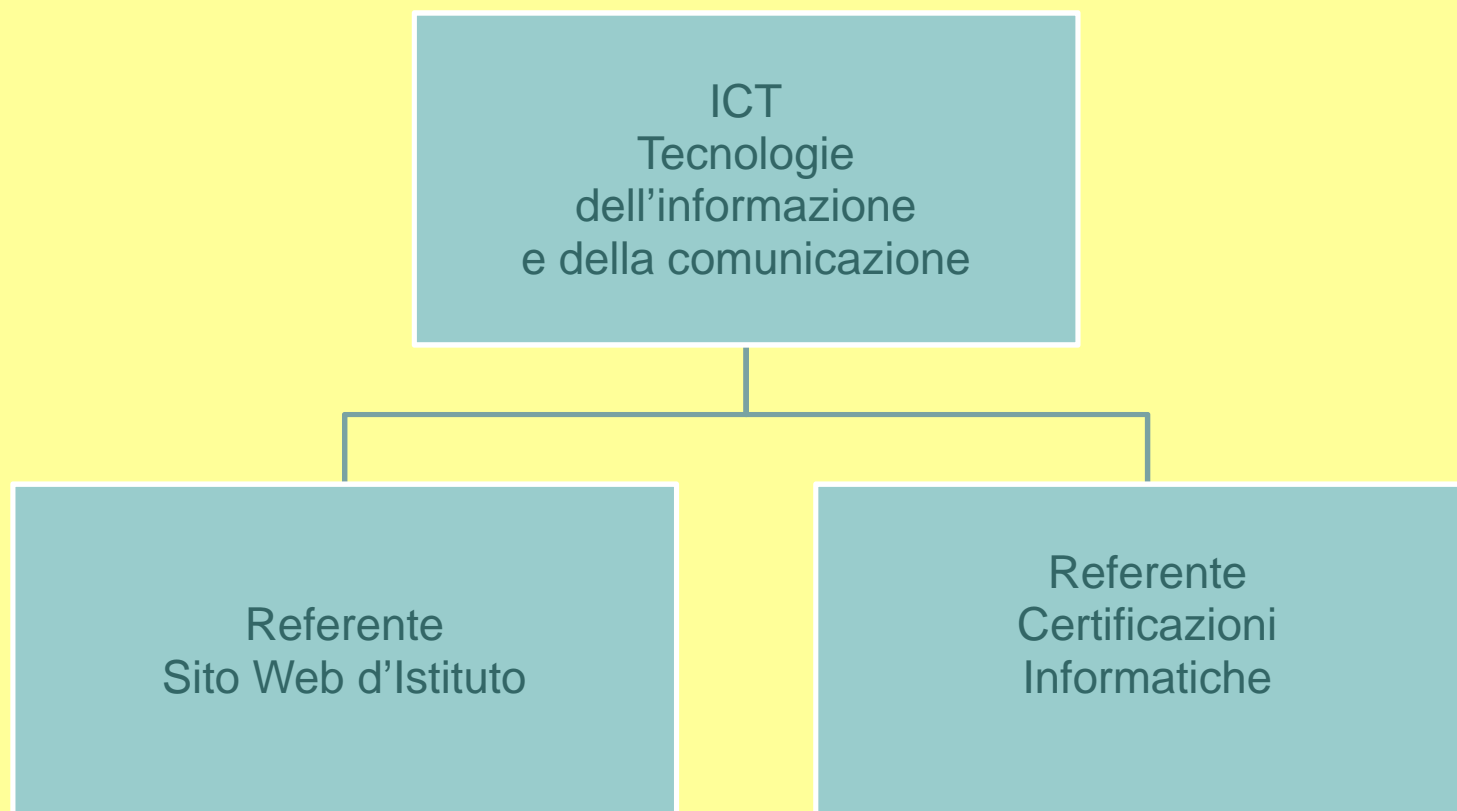 ICT
Tecnologie
dell’informazione
e della comunicazione
Referente
Sito Web d’Istituto
Referente
Certificazioni
Informatiche